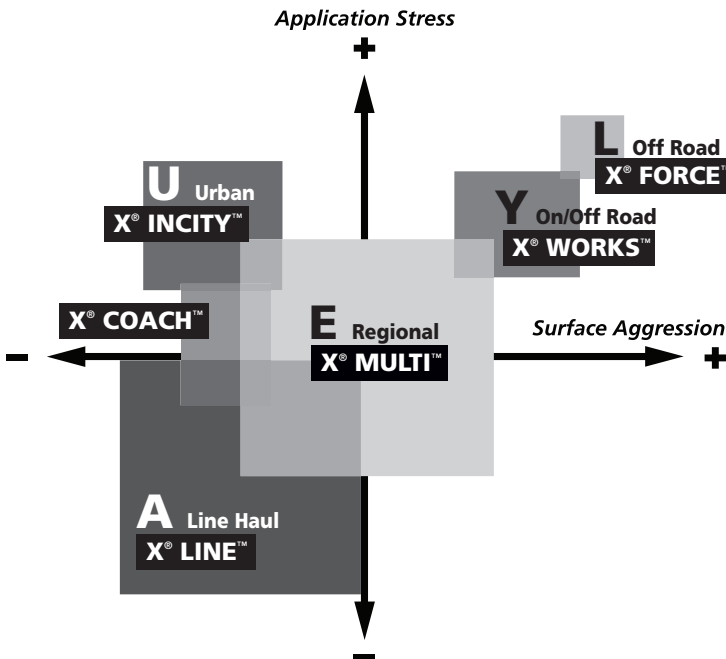 Application Stress
+
L Off Road
X® FORCE™
U Urban
X® INCITY™
Y On/Off Road
X® WORKS™
X® COACH™
E Regional
X® MULTI™
Surface Aggression
-
+
A Line Haul
X® LINE™
-